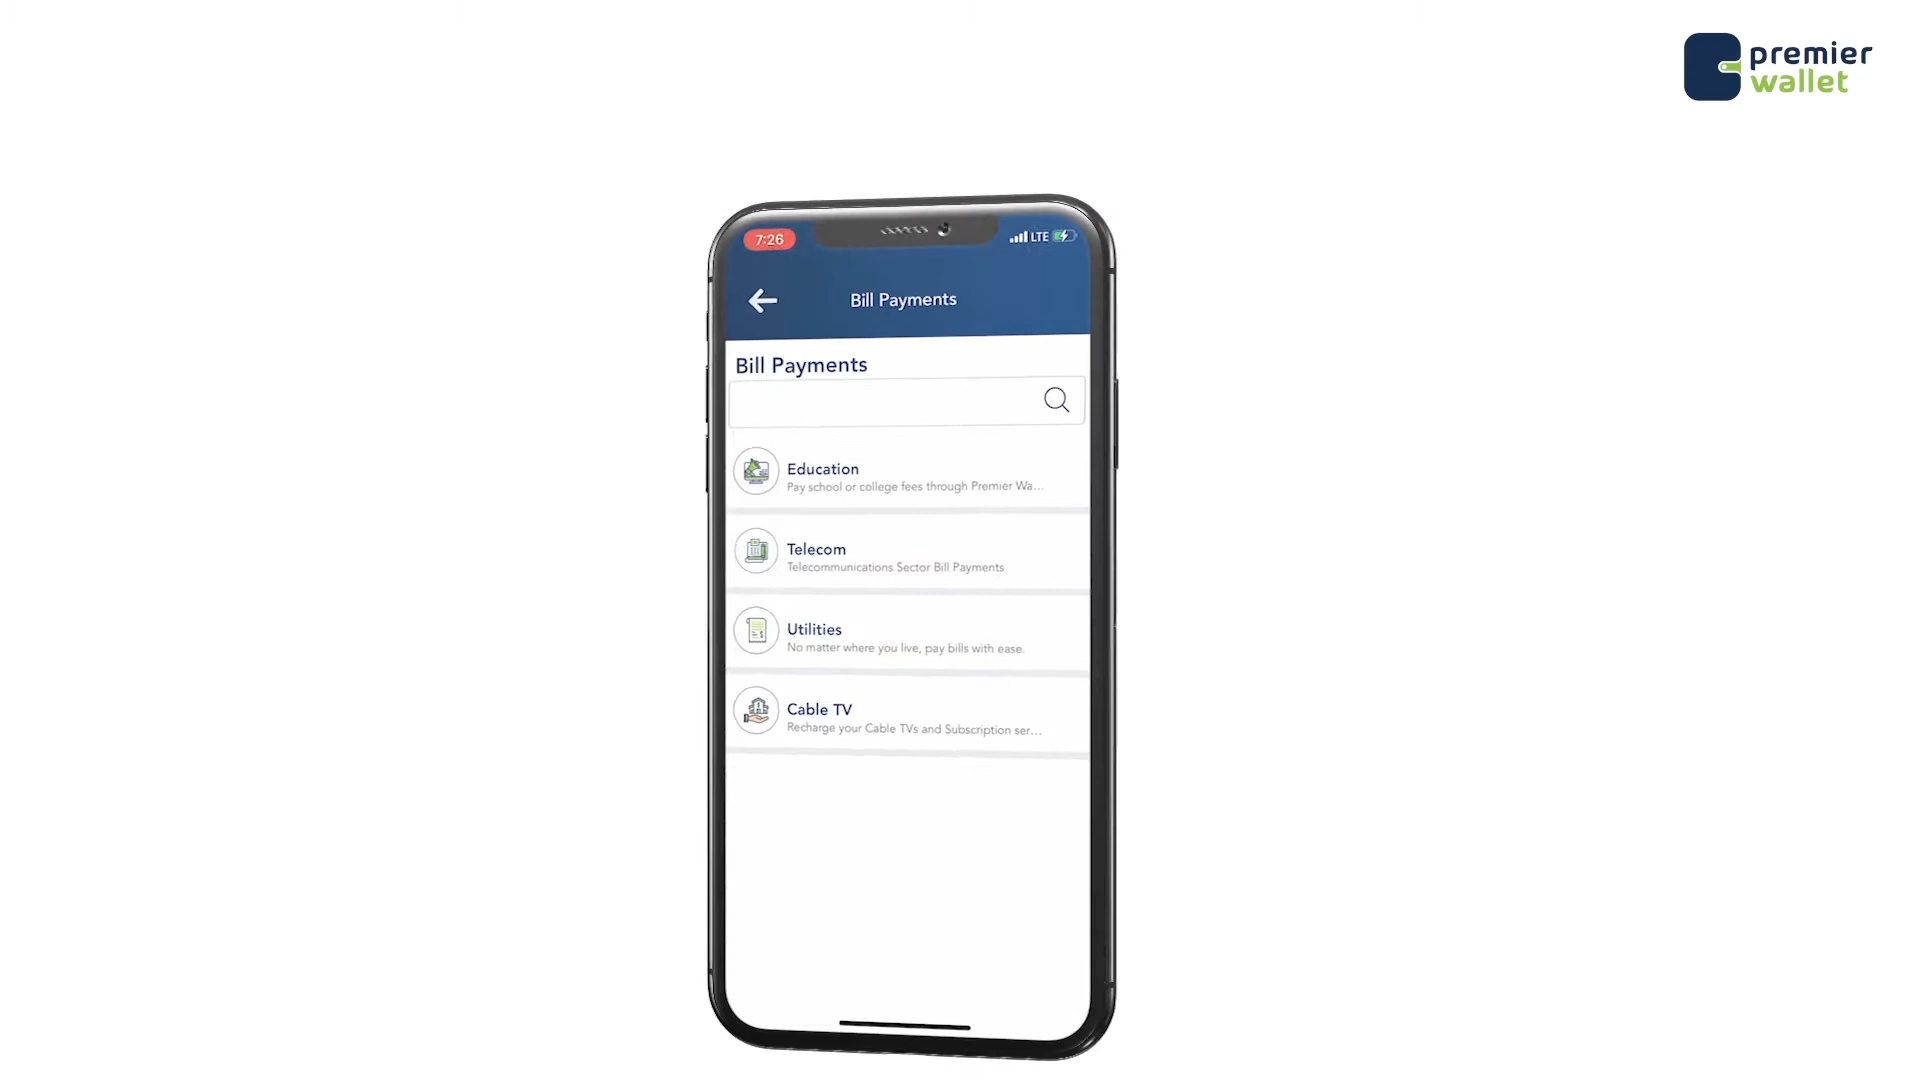 premier
wallet
7:26
LTE
Bill Payments
Bill Payments
Education
Pay school or college fees through Premier Wa...
Telecom
Telecommunications Sector Bill Payments
Utilities
No matter where you live, pay bills with ease.
Cable TV
Recharge your Cable TVs and Subscription ser...